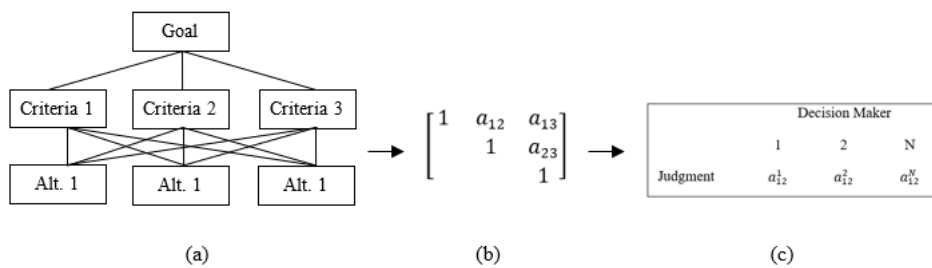 Goal
Criteria 1 Criteria 2 Criteria 3
Alt. 1 Alt. 1 Alt. 1
(a)
1 a₁₂ a₁₃
1 a₂₃
1
(b)
Decision Maker
1 2 N
Judgment a¹₁₂ a²₁₂ aᴺ₁₂
(c)